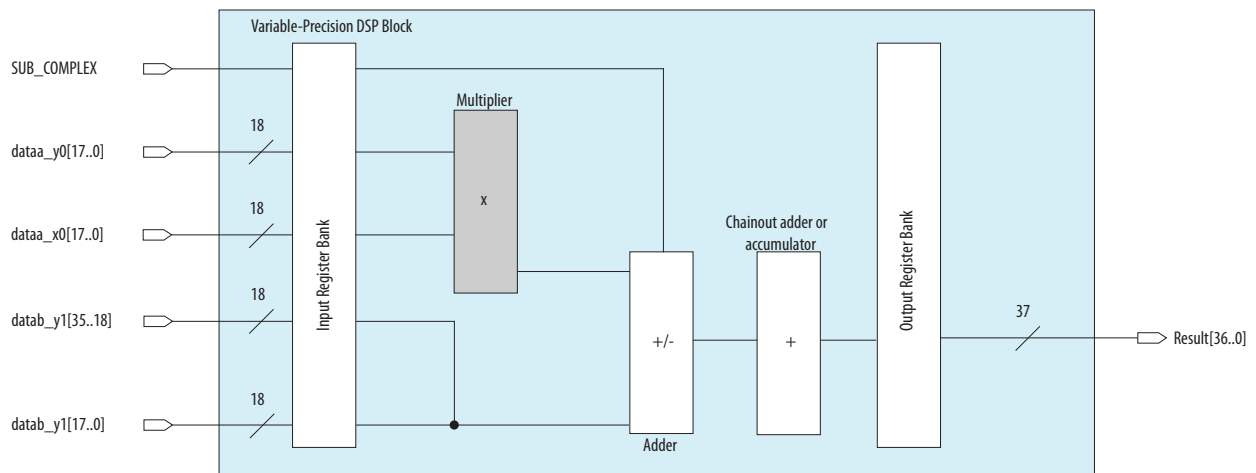 Variable-Precision DSP Block
SUB_COMPLEX
Multiplier
18
dataa_y0[17..0]
x
18
dataa_x0[17..0]
Chainout adder or
accumulator
Input Register Bank
Output Register Bank
18
datab_y1[35..18]
37
+/-
+
Result[36..0]
18
datab_y1[17..0]
Adder